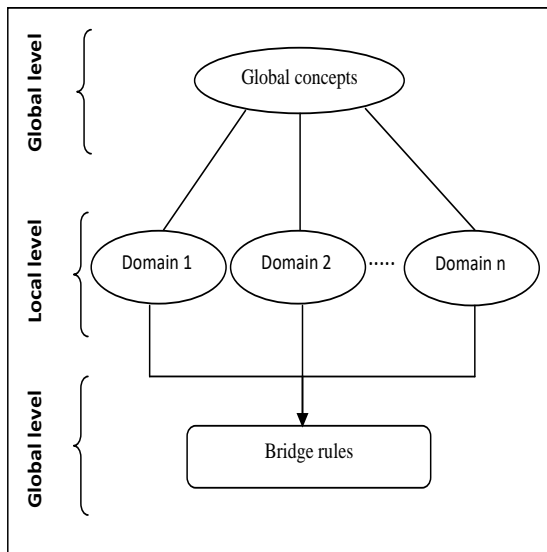 Global level
Global concepts
Local level
Domain 1
Domain 2
.....
Domain n
Global level
Bridge rules